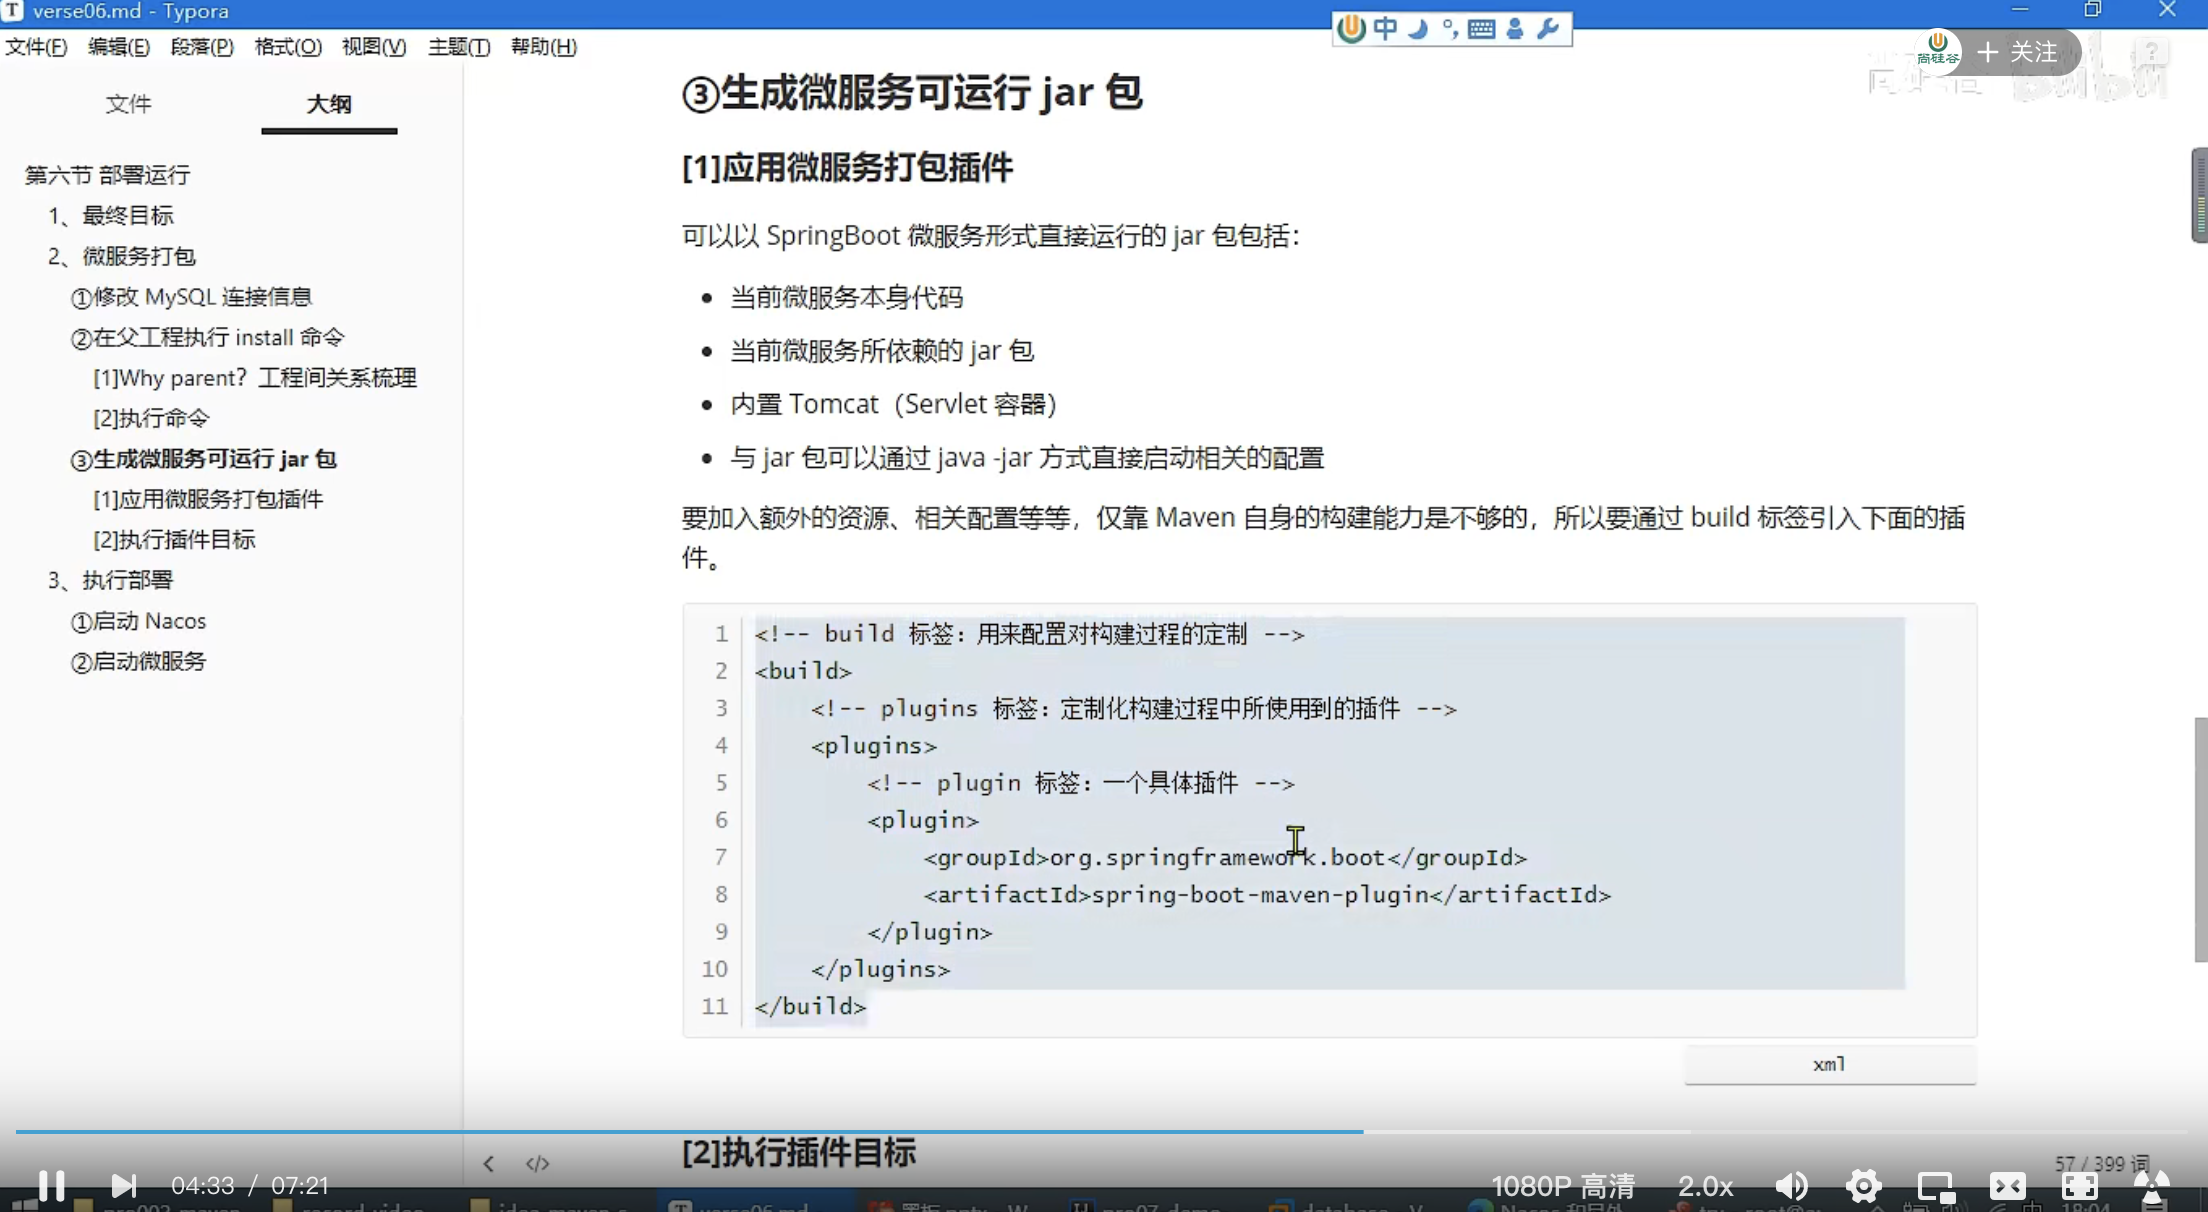 verse06.md - Typora
文件(F) 编辑(E) 段落(P) 格式(O) 视图(V) 主题(T) 帮助(H)
中
尚硅谷
+ 关注
文件 大纲
第六节 部署运行
1、最终目标
2、微服务打包
①修改 MySQL 连接信息
②在父工程执行 install 命令
[1]Why parent？工程间关系梳理
[2]执行命令
③生成微服务可运行 jar 包
[1]应用微服务打包插件
[2]执行插件目标
3、执行部署
①启动 Nacos
②启动微服务
③生成微服务可运行 jar 包
[1]应用微服务打包插件
可以以 SpringBoot 微服务形式直接运行的 jar 包包括：
• 当前微服务本身代码
• 当前微服务所依赖的 jar 包
• 内置 Tomcat（Servlet 容器）
• 与 jar 包可以通过 java -jar 方式直接启动相关的配置
要加入额外的资源、相关配置等等，仅靠 Maven 自身的构建能力是不够的，所以要通过 build 标签引入下面的插
件。
1 <!-- build 标签：用来配置对构建过程的定制 -->
2 <build>
3 <!-- plugins 标签：定制化构建过程中所使用到的插件 -->
4 <plugins>
5 <!-- plugin 标签：一个具体插件 -->
6 <plugin>
7 <groupId>org.springframework.boot</groupId>
8 <artifactId>spring-boot-maven-plugin</artifactId>
9 </plugin>
10 </plugins>
11 </build>
xml
[2]执行插件目标
57 / 399 词
04:33 / 07:21
1080P 高清 2.0x